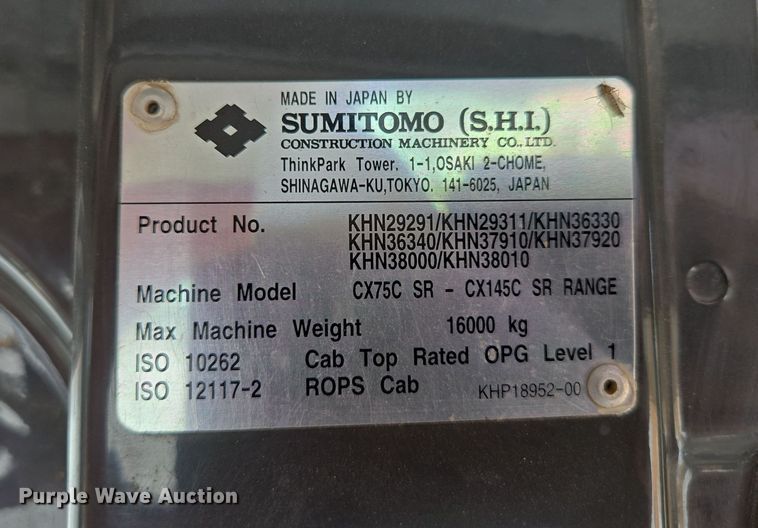 MADE IN JAPAN BY
SUMITOMO (S.H.I.)
CONSTRUCTION MACHINERY CO., LTD.
ThinkPark Tower, 1-1,OSAKI 2-CHOME,
SHINAGAWA-KU,TOKYO, 141-6025, JAPAN
Product No. KHN29291/KHN29311/KHN36330
KHN36340/KHN37910/KHN37920
KHN38000/KHN38010
Machine Model CX75C SR - CX145C SR RANGE
Max Machine Weight 16000 kg
ISO 10262 Cab Top Rated OPG Level 1
ISO 12117-2 ROPS Cab KHP18952-00
Purple Wave Auction